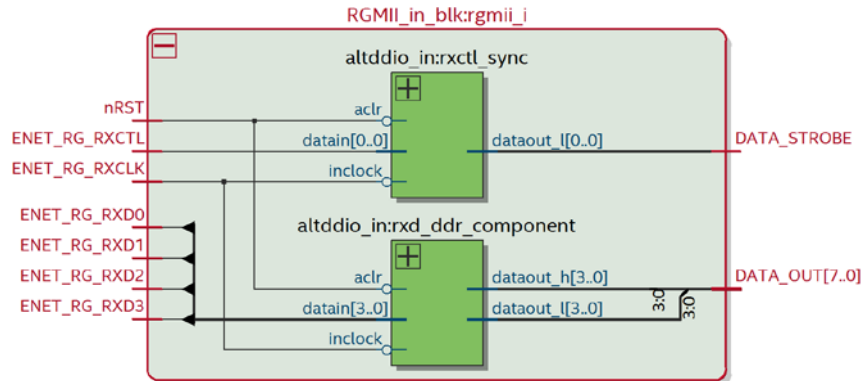 RGMII_in_blk:rgmii_i
altddio_in:rxctl_sync
nRST
aclr
ENET_RG_RXCTL
datain[0..0]
dataout_l[0..0]
DATA_STROBE
ENET_RG_RXCLK
inclock
ENET_RG_RXD0
altddio_in:rxd_ddr_component
ENET_RG_RXD1
ENET_RG_RXD2
aclr
dataout_h[3..0]
3:0
DATA_OUT[7..0]
ENET_RG_RXD3
datain[3..0]
dataout_l[3..0]
3:0
inclock